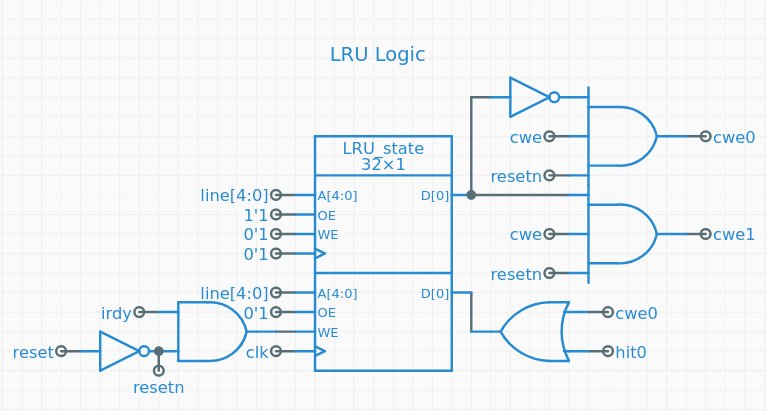 LRU Logic
LRU_state
32×1
cwe
cwe0
resetn
line[4:0]
A[4:0]
D[0]
1'1
OE
0'1
WE
cwe
cwe1
0'1
resetn
line[4:0]
A[4:0]
D[0]
irdy
0'1
OE
cwe0
WE
reset
clk
hit0
resetn